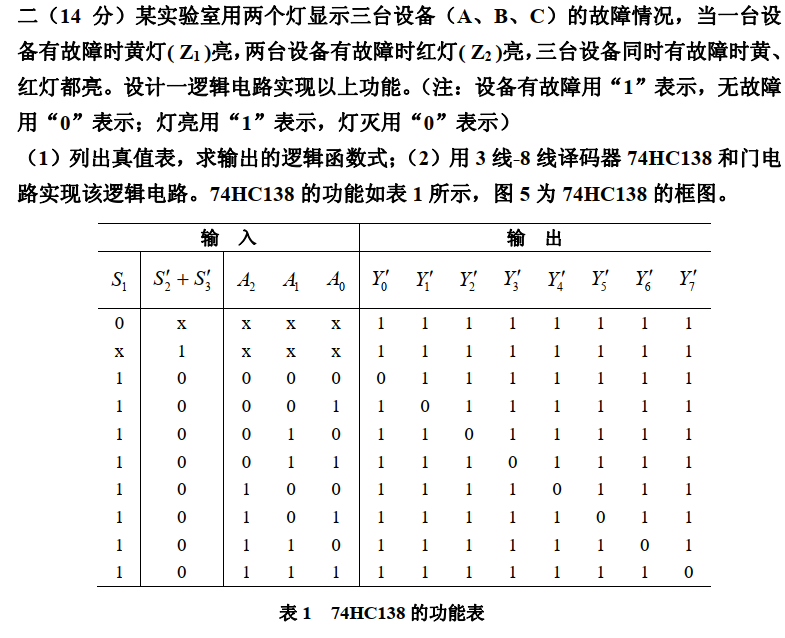 二（14 分）某实验室用两个灯显示三台设备（A、B、C）的故障情况，当一台设
备有故障时黄灯( Z1 )亮，两台设备有故障时红灯( Z2 )亮，三台设备同时有故障时黄、
红灯都亮。设计一逻辑电路实现以上功能。（注：设备有故障用“1”表示，无故障
用“0”表示；灯亮用“1”表示，灯灭用“0”表示）
（1）列出真值表，求输出的逻辑函数式；（2）用 3 线-8 线译码器 74HC138 和门电
路实现该逻辑电路。74HC138 的功能如表 1 所示，图 5 为 74HC138 的框图。
输 入 输 出
S1 S2′ + S3′ A2 A1 A0 Y0′ Y1′ Y2′ Y3′ Y4′ Y5′ Y6′ Y7′
0 x x x x 1 1 1 1 1 1 1 1
x 1 x x x 1 1 1 1 1 1 1 1
1 0 0 0 0 0 1 1 1 1 1 1 1
1 0 0 0 1 1 0 1 1 1 1 1 1
1 0 0 1 0 1 1 0 1 1 1 1 1
1 0 0 1 1 1 1 1 0 1 1 1 1
1 0 1 0 0 1 1 1 1 0 1 1 1
1 0 1 0 1 1 1 1 1 1 0 1 1
1 0 1 1 0 1 1 1 1 1 1 0 1
1 0 1 1 1 1 1 1 1 1 1 1 0
表 1 74HC138 的功能表